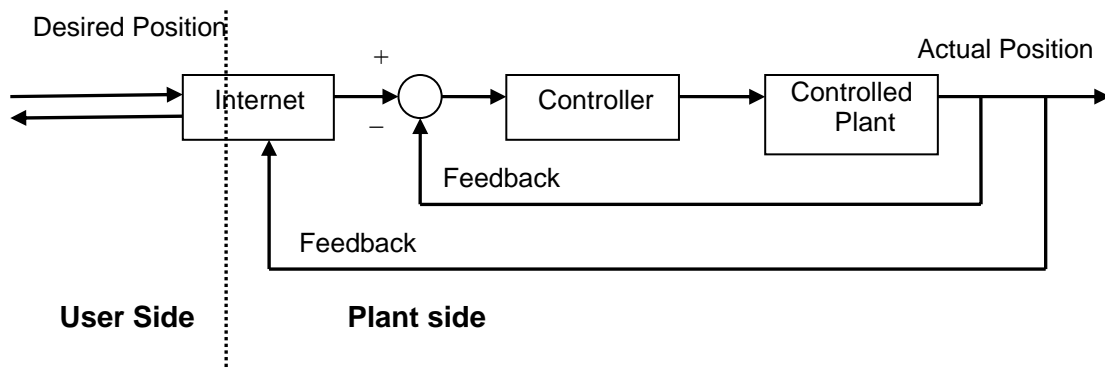 Desired Position
Actual Position
+
Internet
Controller
Controlled
Plant
−
Feedback
Feedback
User Side
Plant side